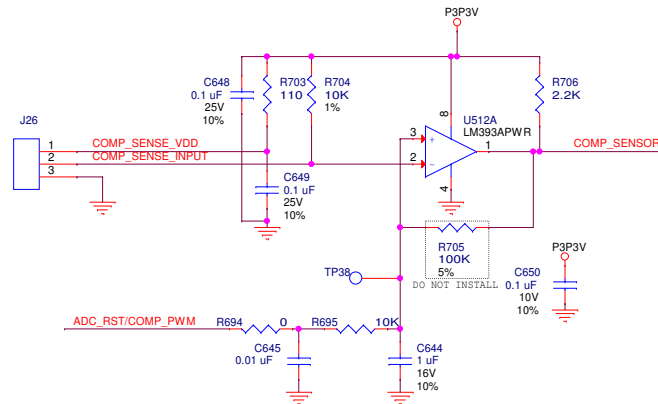 P3P3V
C648
0.1 uF
25V
10%
R703
110
R704
10K
1%
R706
2.2K
J26
1
2
3
COMP_SENSE_VDD
COMP_SENSE_INPUT
U512A
LM393APWR
8
3
+
2
-
1
4
COMP_SENSOR
C649
0.1 uF
25V
10%
R705
100K
5%
DO NOT INSTALL
TP38
P3P3V
C650
0.1 uF
10V
10%
ADC_RST/COMP_PWM
R694
0
R695
10K
C645
0.01 uF
C644
1 uF
16V
10%